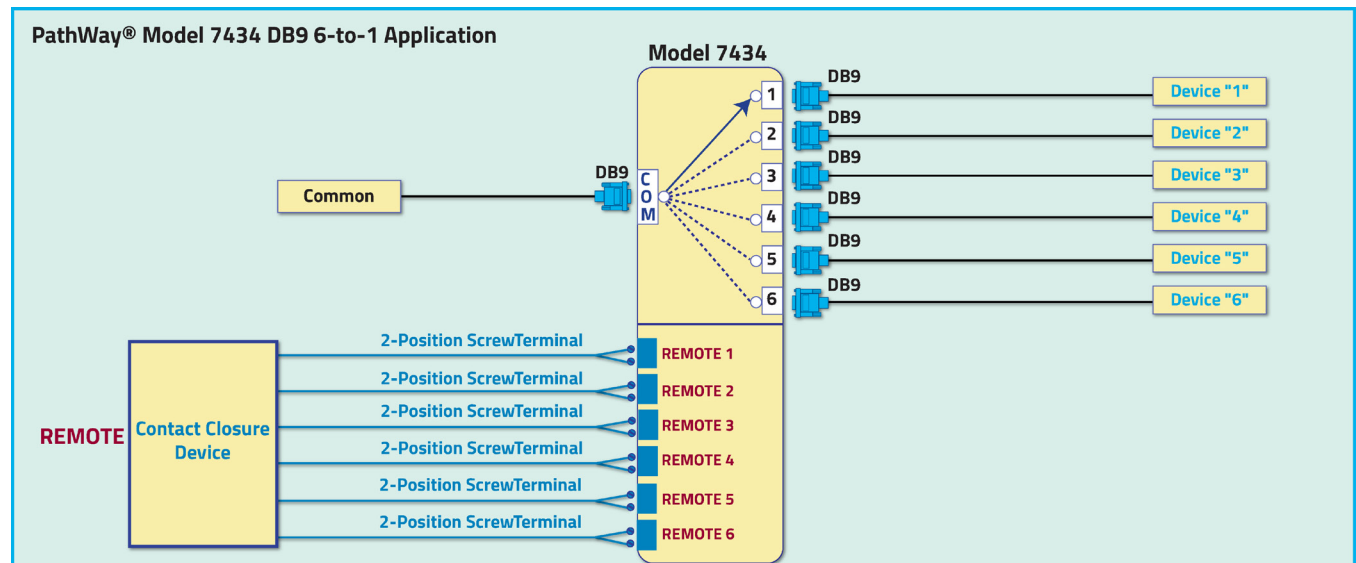 PathWay® Model 7434 DB9 6-to-1 Application
Model 7434
DB9
1
Device "1"
DB9
2
Device "2"
DB9
3
Device "3"
DB9
4
Device "4"
DB9
5
Device "5"
DB9
6
Device "6"
Common
DB9
C
O
M
2-Position ScrewTerminal
REMOTE 1
2-Position ScrewTerminal
REMOTE 2
2-Position ScrewTerminal
REMOTE 3
2-Position ScrewTerminal
REMOTE 4
2-Position ScrewTerminal
REMOTE 5
2-Position ScrewTerminal
REMOTE 6
REMOTE
Contact Closure
Device